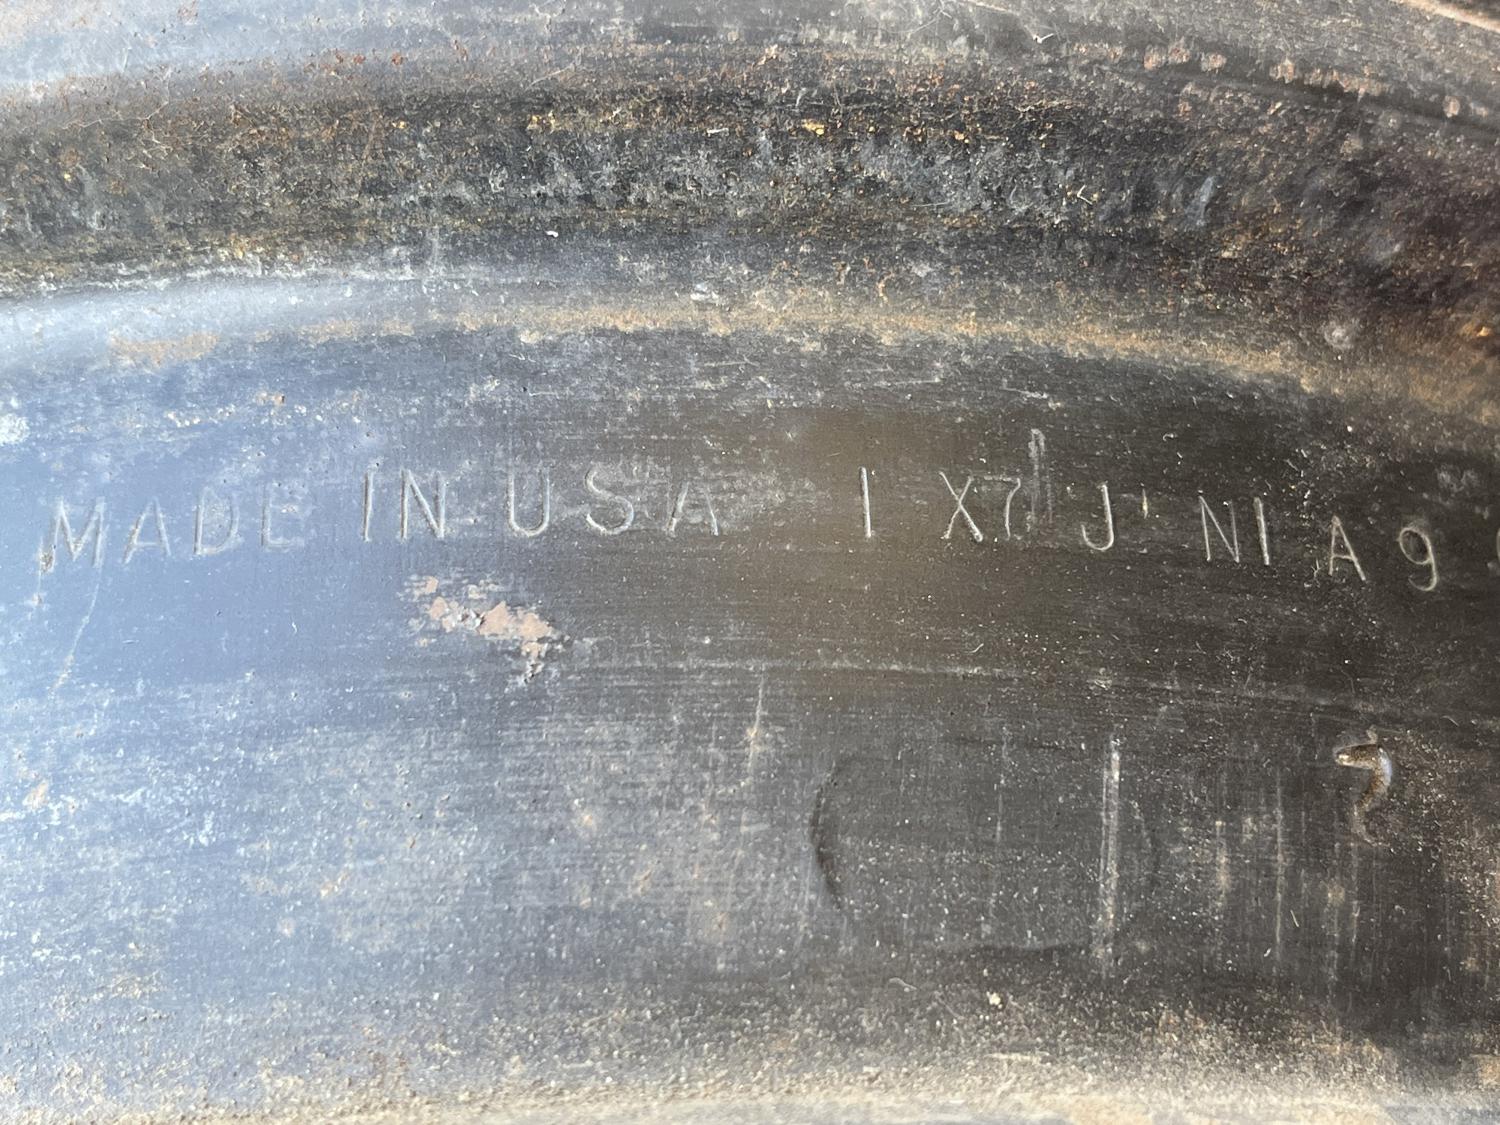 MADE IN USA 1 X7 J NI A9